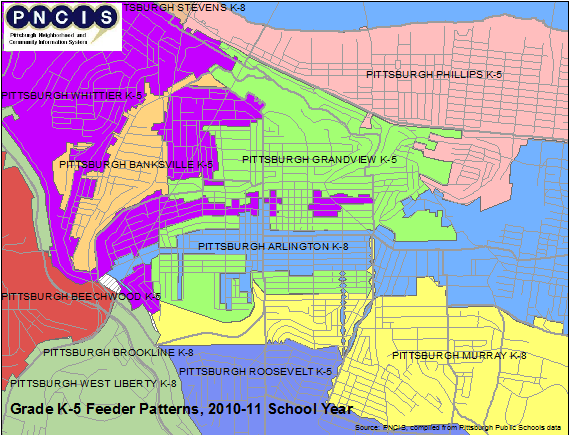 PNCIS
Pittsburgh Neighborhood and
Community Information System
TSBURGH STEVENS K-8
PITTSBURGH PHILLIPS K-5
PITTSBURGH WHITTIER K-5
PITTSBURGH BANKSVILLE K-5
PITTSBURGH GRANDVIEW K-5
PITTSBURGH ARLINGTON K-8
PITTSBURGH BEECHWOOD K-5
PITTSBURGH BROOKLINE K-8
PITTSBURGH MURRAY K-8
PITTSBURGH ROOSEVELT K-5
PITTSBURGH WEST LIBERTY K-8
Grade K-5 Feeder Patterns, 2010-11 School Year
Source: PNCIS, compiled from Pittsburgh Public Schools data